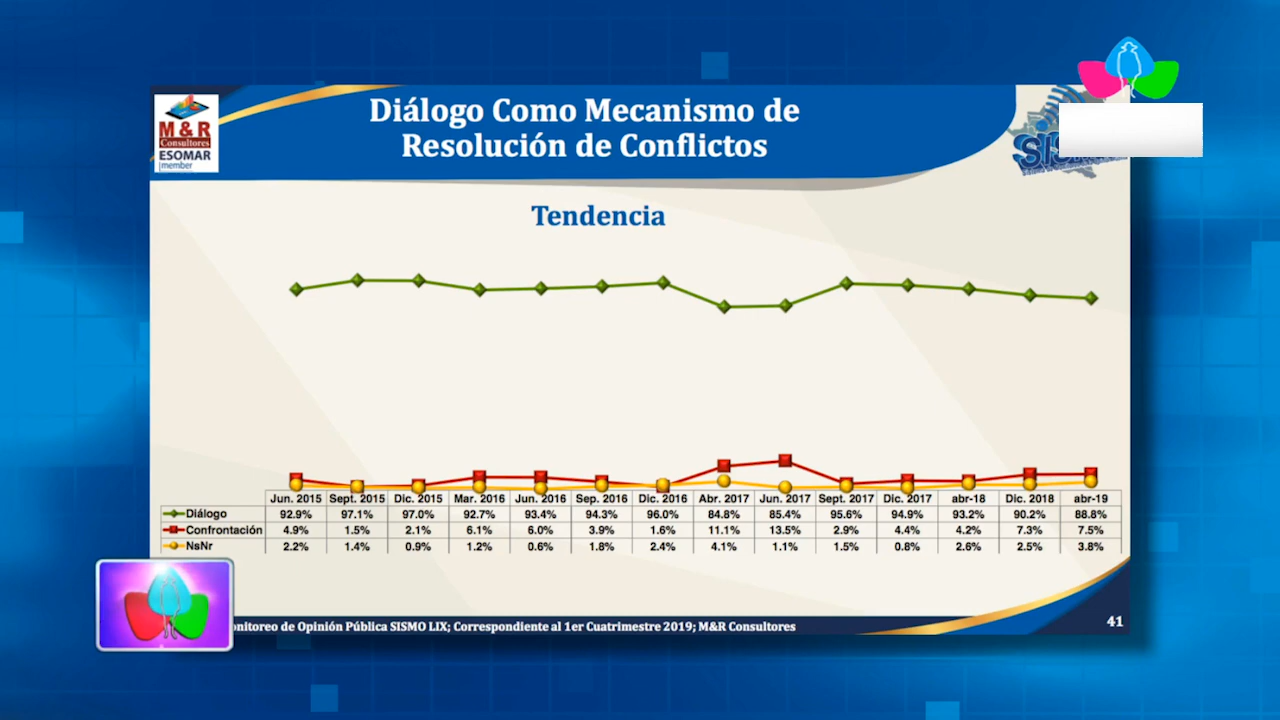 M & R
Consultores
ESOMAR
member
Diálogo Como Mecanismo de
Resolución de Conflictos
Tendencia
Jun. 2015 Sept. 2015 Dic. 2015 Mar. 2016 Jun. 2016 Sep. 2016 Dic. 2016 Abr. 2017 Jun. 2017 Sept. 2017 Dic. 2017 abr-18 Dic. 2018 abr-19
Diálogo 92.9% 97.1% 97.0% 92.7% 93.4% 94.3% 96.0% 84.8% 85.4% 95.6% 94.9% 93.2% 90.2% 88.8%
Confrontación 4.9% 1.5% 2.1% 6.1% 6.0% 3.9% 1.6% 11.1% 13.5% 2.9% 4.4% 4.2% 7.3% 7.5%
NsNr 2.2% 1.4% 0.9% 1.2% 0.6% 1.8% 2.4% 4.1% 1.1% 1.5% 0.8% 2.6% 2.5% 3.8%
de Opinión Pública SISMO LIX; Correspondiente al 1er Cuatrimestre 2019; M&R Consultores
41